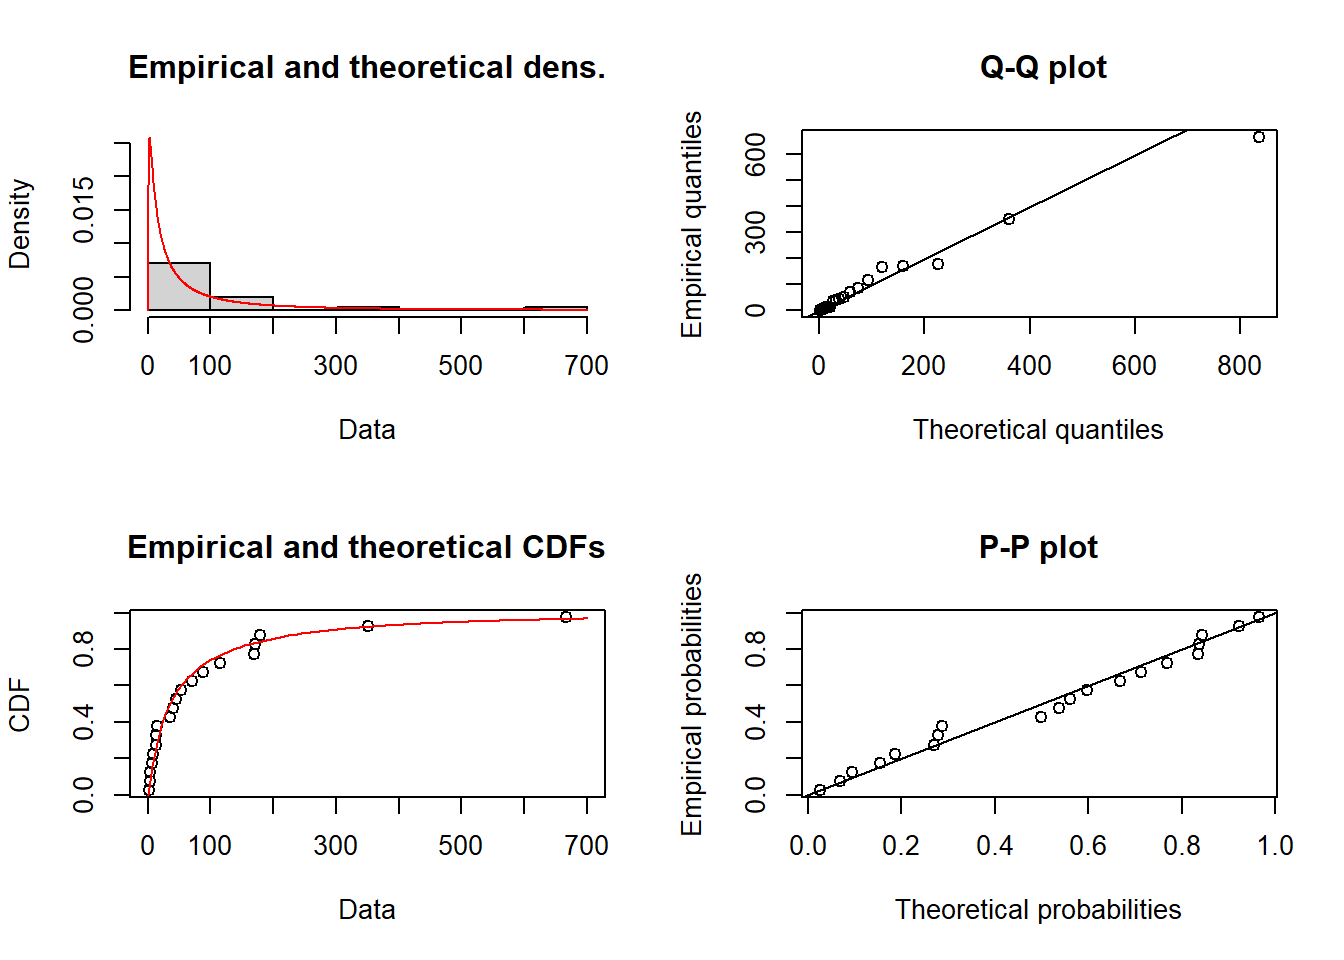 Empirical and theoretical dens.
Density
0.000 0.015
0 100 300 500 700
Data
Q-Q plot
Empirical quantiles
0 300 600
0 200 400 600 800
Theoretical quantiles
Empirical and theoretical CDFs
CDF
0.0 0.4 0.8
0 100 300 500 700
Data
P-P plot
Empirical probabilities
0.0 0.4 0.8
0.0 0.2 0.4 0.6 0.8 1.0
Theoretical probabilities